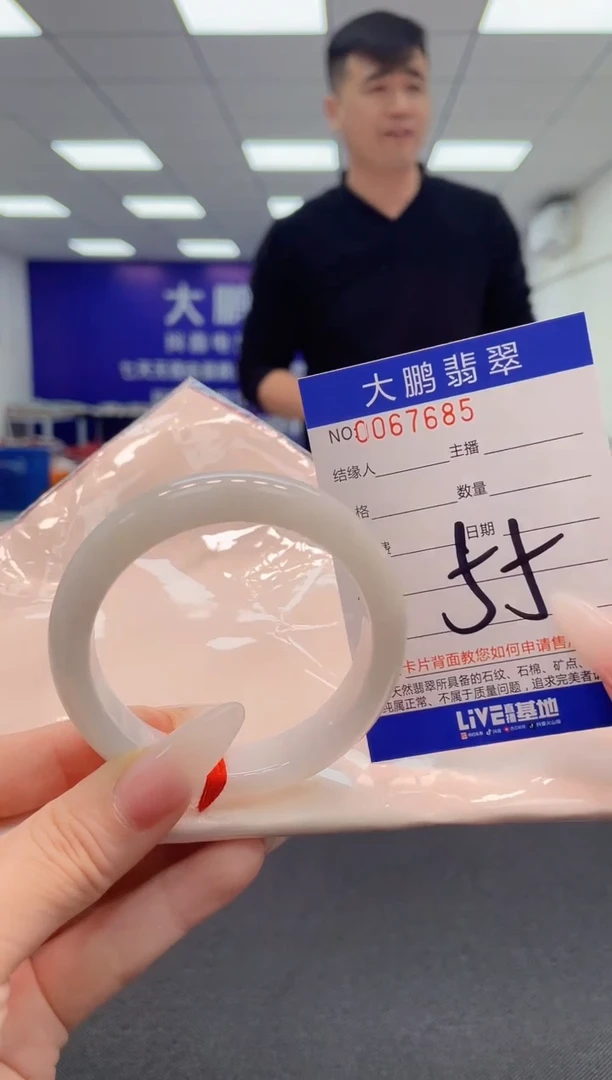 大鹏
大鹏翡翠
NO:0067685
结缘人 主播
格 数量
费 日期
55
卡片背面教您如何申请售
天然翡翠所具备的石纹、石棉、矿点、
纯属正常、不属于质量问题，追求完美者
LiVE 基地